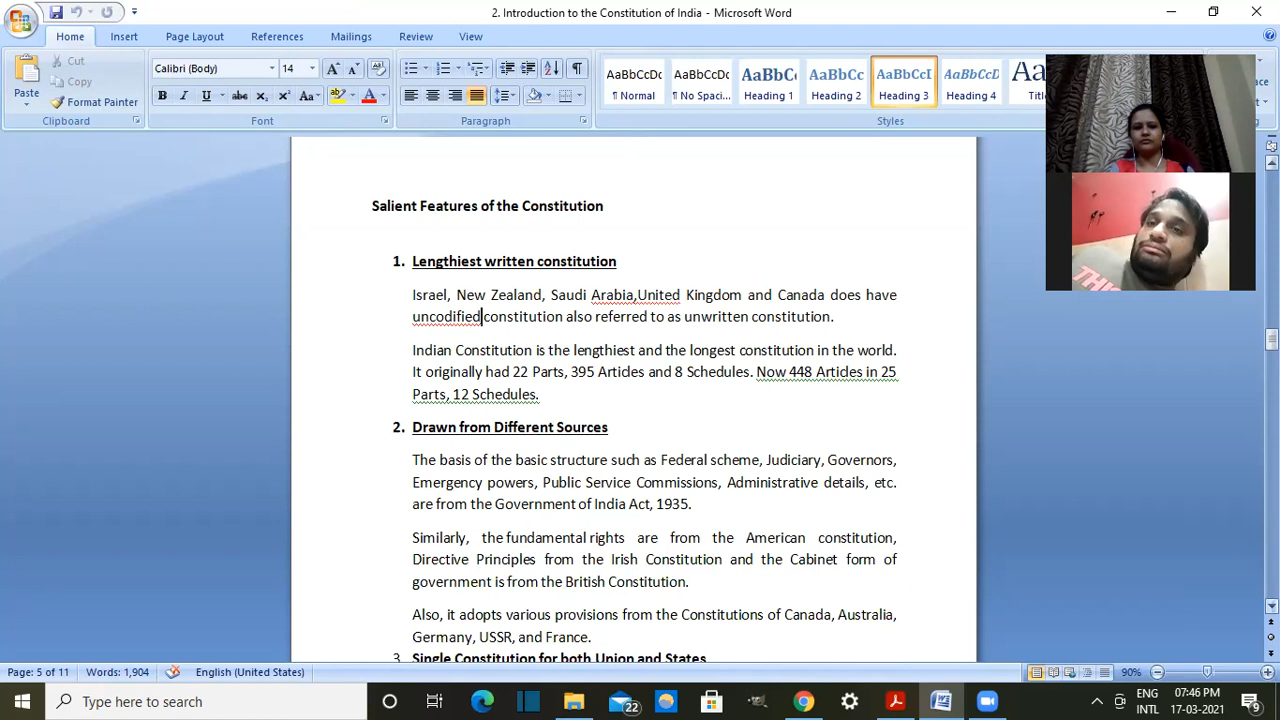 2. Introduction to the Constitution of India - Microsoft Word
Home Insert Page Layout References Mailings Review View
Paste
Cut
Copy
Format Painter
Clipboard
Calibri (Body) 14
Font
Paragraph
AaBbCcDc AaBbCcDc AaBbC AaBbCc AaBbCcI AaBbCcD AaB
¶ Normal ¶ No Spaci... Heading 1 Heading 2 Heading 3 Heading 4 Title
Styles
THIS
Salient Features of the Constitution
1. Lengthiest written constitution
Israel, New Zealand, Saudi Arabia,United Kingdom and Canada does have
uncodified constitution also referred to as unwritten constitution.
Indian Constitution is the lengthiest and the longest constitution in the world.
It originally had 22 Parts, 395 Articles and 8 Schedules. Now 448 Articles in 25
Parts, 12 Schedules.
2. Drawn from Different Sources
The basis of the basic structure such as Federal scheme, Judiciary, Governors,
Emergency powers, Public Service Commissions, Administrative details, etc.
are from the Government of India Act, 1935.
Similarly, the fundamental rights are from the American constitution,
Directive Principles from the Irish Constitution and the Cabinet form of
government is from the British Constitution.
Also, it adopts various provisions from the Constitutions of Canada, Australia,
Germany, USSR, and France.
3. Single Constitution for both Union and States
Page: 5 of 11 Words: 1,904 English (United States) 90%
Type here to search
22
ENG
INTL
07:46 PM
17-03-2021
9